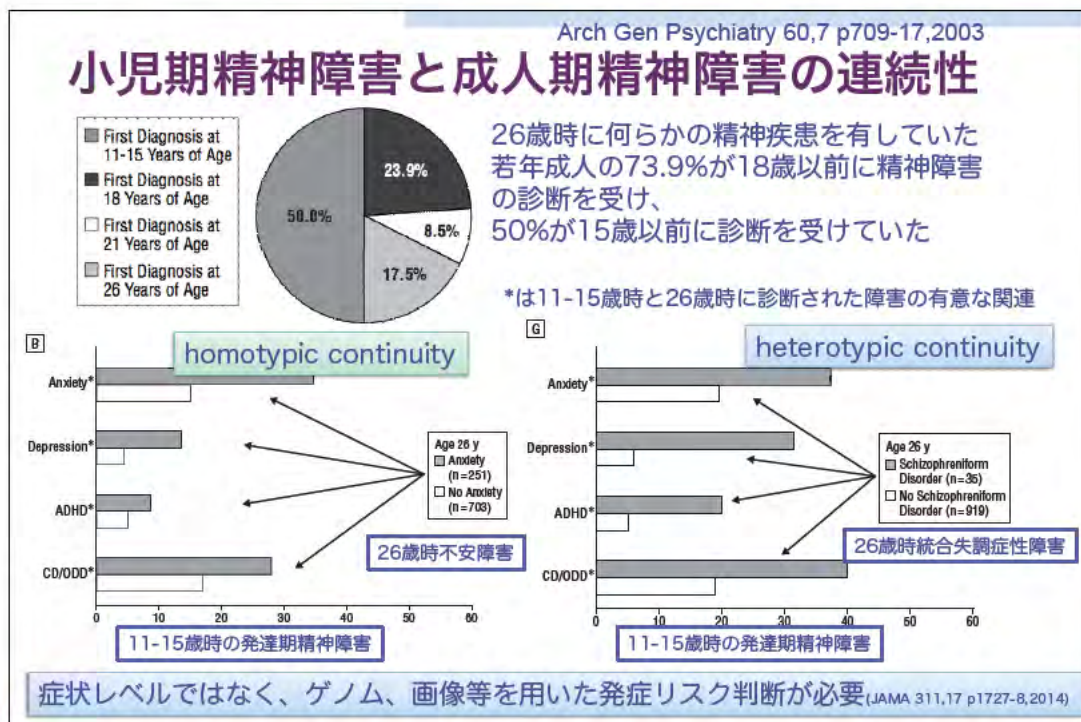 Arch Gen Psychiatry 60,7 p709-17,2003
小児期精神障害と成人期精神障害の連続性
First Diagnosis at
11-15 Years of Age
First Diagnosis at
18 Years of Age
First Diagnosis at
21 Years of Age
First Diagnosis at
26 Years of Age
50.0%
23.9%
8.5%
17.5%
26歳時に何らかの精神疾患を有していた
若年成人の73.9%が18歳以前に精神障害
の診断を受け、
50%が15歳以前に診断を受けていた
*は11-15歳時と26歳時に診断された障害の有意な関連
B
homotypic continuity
Anxiety*
Depression*
ADHD*
CD/ODD*
Age 26 y
Anxiety
(n=251)
No Anxiety
(n=703)
26歳時不安障害
0 10 20 30 40 50 60
11-15歳時の発達期精神障害
G
heterotypic continuity
Anxiety*
Depression*
ADHD*
CD/ODD*
Age 26 y
Schizophreniform
Disorder (n=35)
No Schizophreniform
Disorder (n=919)
26歳時統合失調症性障害
0 10 20 30 40 50 60
11-15歳時の発達期精神障害
症状レベルではなく、ゲノム、画像等を用いた発症リスク判断が必要(JAMA 311,17 p1727-8,2014)